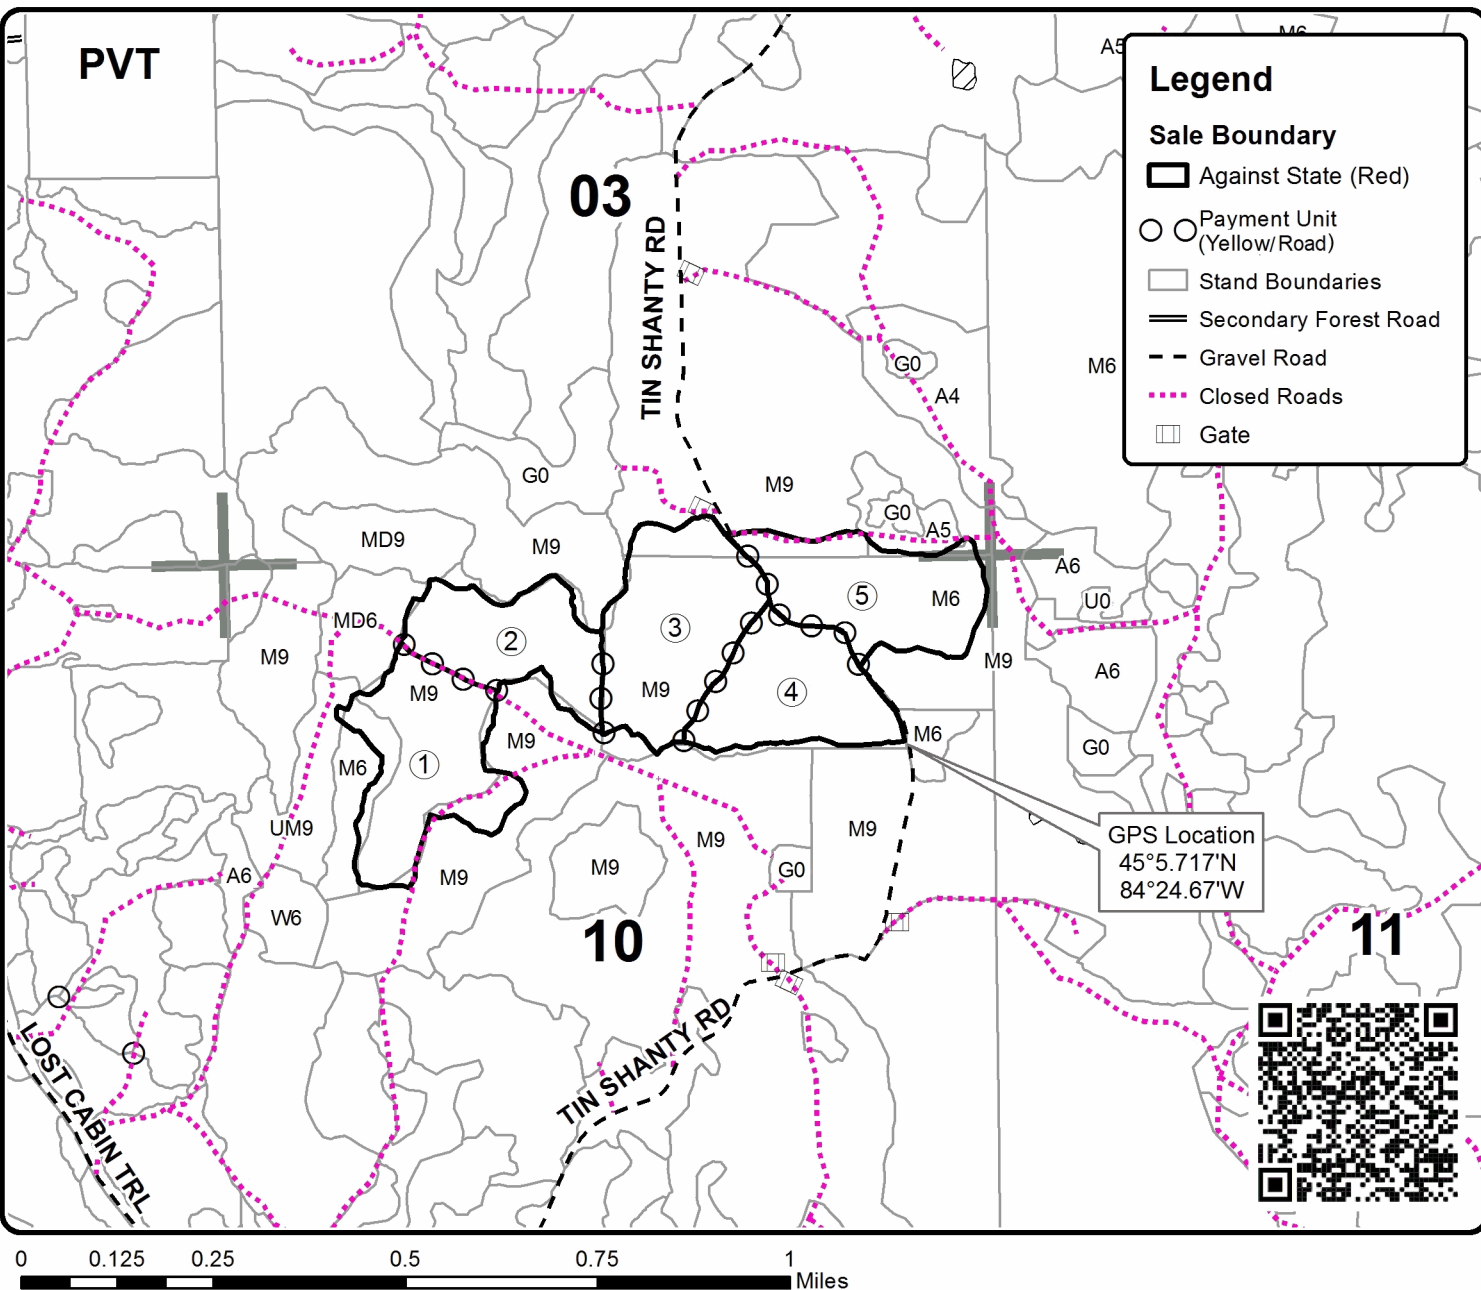 PVT
A5
M6
Legend
Sale Boundary
Against State (Red)
Payment Unit
(Yellow/Road)
Stand Boundaries
Secondary Forest Road
Gravel Road
Closed Roads
Gate
03
TIN SHANTY RD
G0
M6
A4
G0
M9
G0
A5
MD9
M9
A6
5
M6
U0
MD6
2
3
M9
M9
A6
M9
M9
4
M9
M6
G0
1
M6
UM9
M9
M9
GPS Location
45°5.717'N
84°24.67'W
A6
M9
M9
G0
W6
10
11
TIN SHANTY RD
LOST CABIN TRL
0
0.125
0.25
0.5
0.75
1
Miles